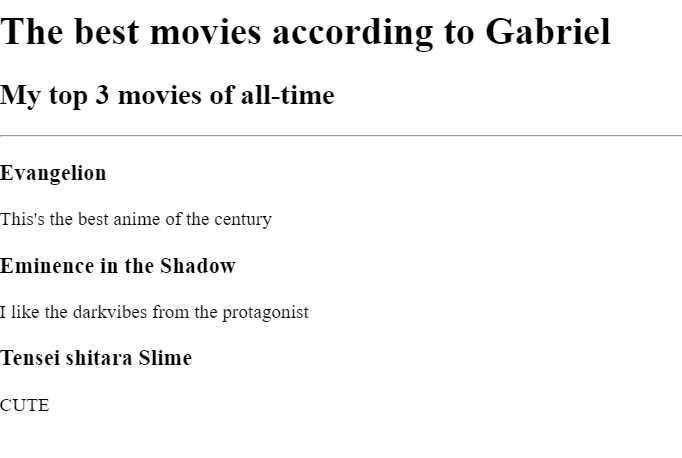 The best movies according to Gabriel
My top 3 movies of all-time
Evangelion
This's the best anime of the century
Eminence in the Shadow
I like the darkvibes from the protagonist
Tensei shitara Slime
CUTE